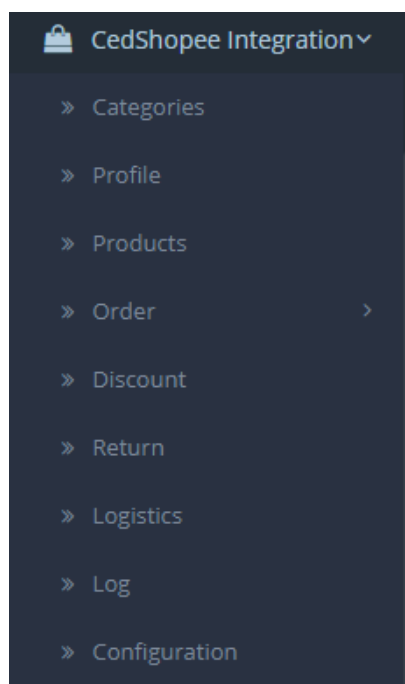 CedShopee Integration
Categories
Profile
Products
Order
Discount
Return
Logistics
Log
Configuration